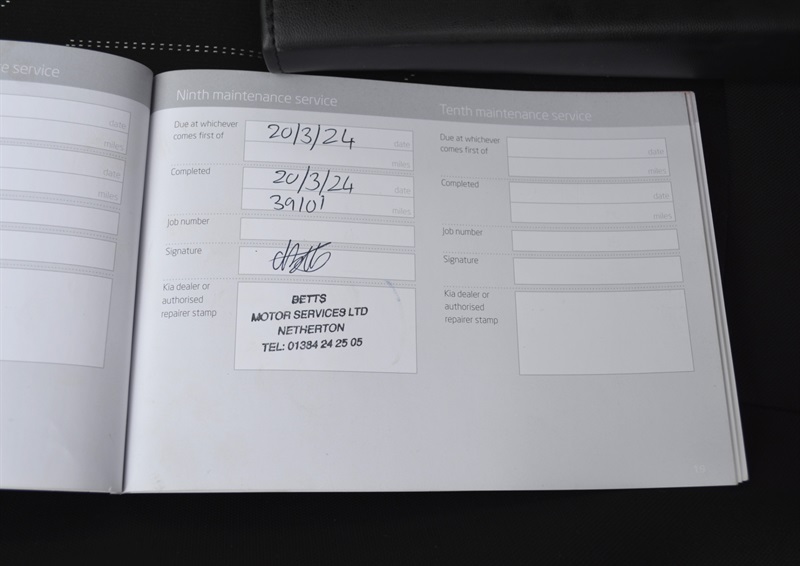 e service
date
miles
date
miles
Ninth maintenance service
Due at whichever
comes first of
20/3/24
date
miles
Completed
20/3/24
date
39101
miles
Job number
Signature
Kia dealer or
authorised
repairer stamp
BETTS
MOTOR SERVICES LTD
NETHERTON
TEL: 01384 24 25 05
Tenth maintenance service
Due at whichever
comes first of
date
miles
Completed
date
miles
Job number
Signature
Kia dealer or
authorised
repairer stamp
19